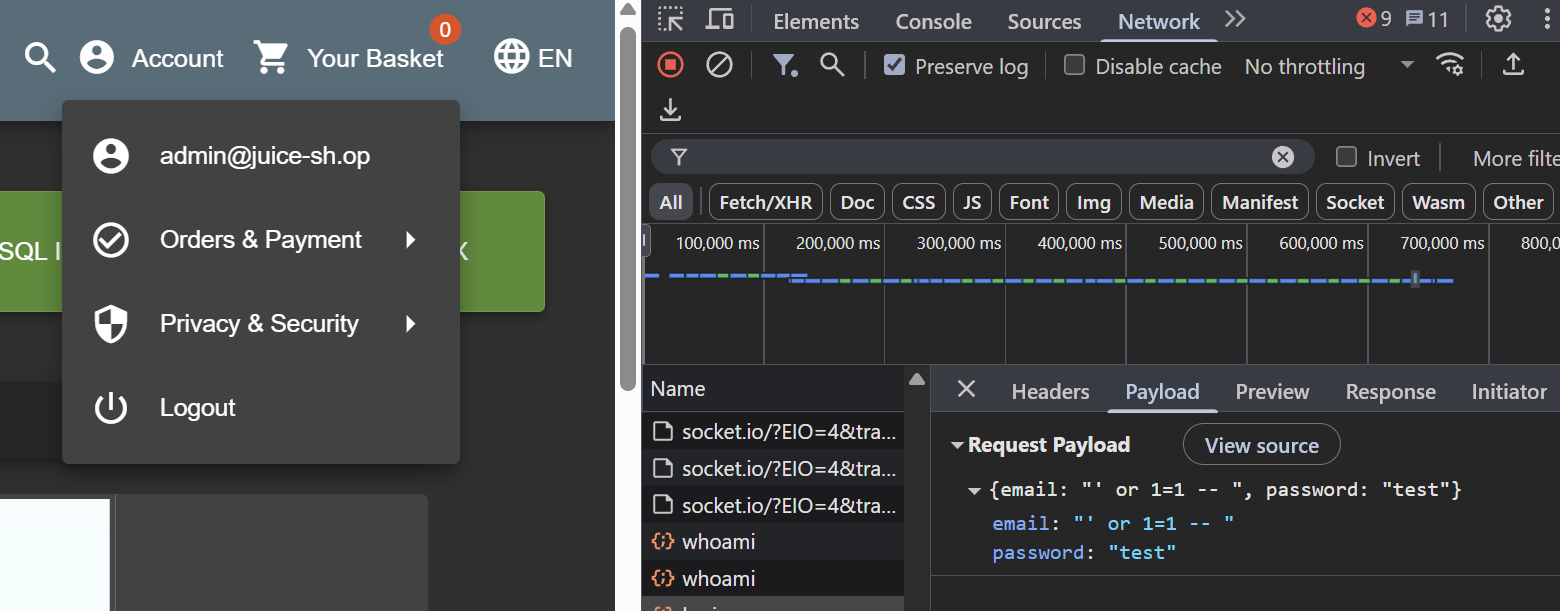 0
Account
Your Basket
EN
admin@juice-sh.op
Orders & Payment
Privacy & Security
Logout
SQL I
X
Elements
Console
Sources
Network
9
11
Preserve log
Disable cache
No throttling
Invert
More filte
All
Fetch/XHR
Doc
CSS
JS
Font
Img
Media
Manifest
Socket
Wasm
Other
100,000 ms
200,000 ms
300,000 ms
400,000 ms
500,000 ms
600,000 ms
700,000 ms
800,0
Name
socket.io/?EIO=4&tra...
socket.io/?EIO=4&tra...
socket.io/?EIO=4&tra...
whoami
whoami
Headers
Payload
Preview
Response
Initiator
Request Payload
View source
{email: "' or 1=1 -- ", password: "test"}
email: "' or 1=1 -- "
password: "test"